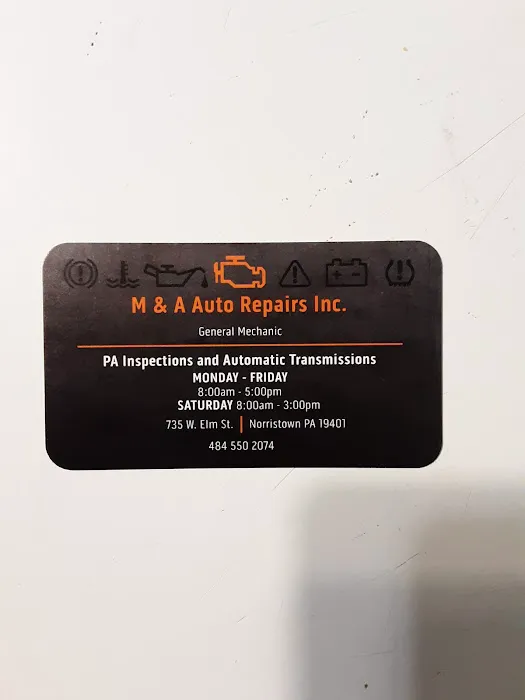 M & A Auto Repairs Inc.
General Mechanic
PA Inspections and Automatic Transmissions
MONDAY - FRIDAY
8:00am - 5:00pm
SATURDAY 8:00am - 3:00pm
735 W. Elm St. | Norristown PA 19401
484 550 2074